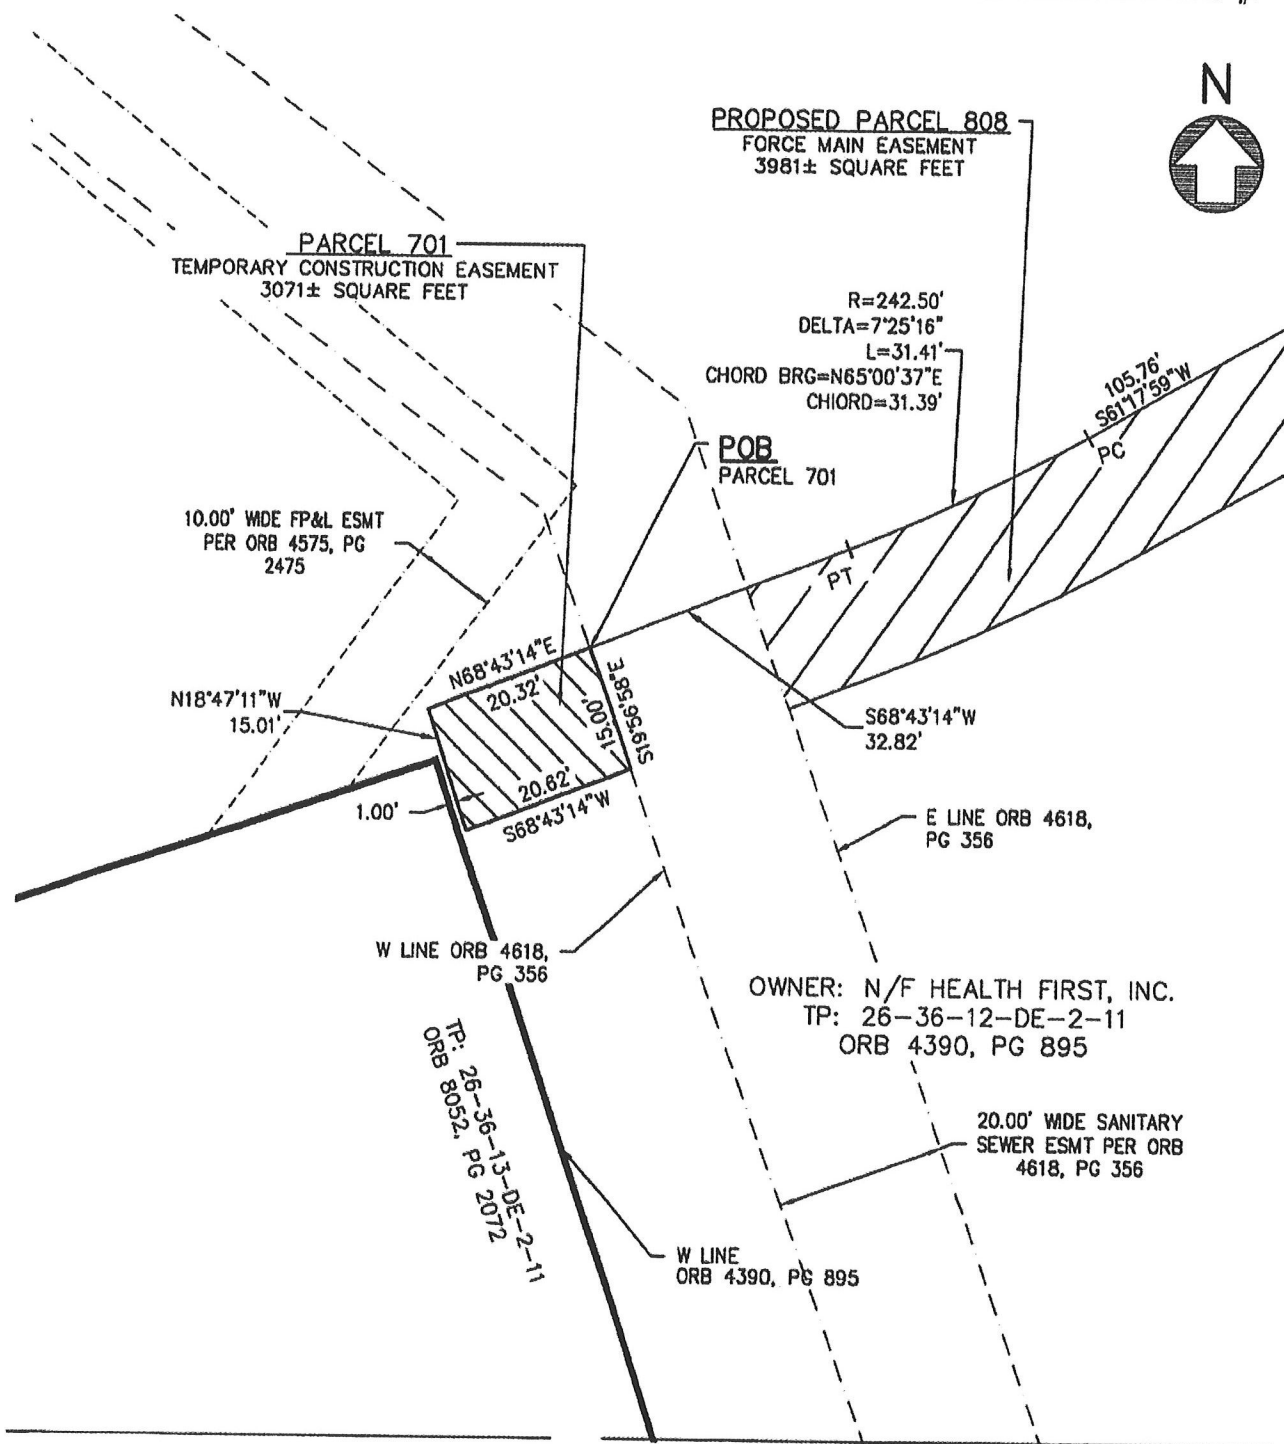 N
PROPOSED PARCEL 808
FORCE MAIN EASEMENT
3981± SQUARE FEET
PARCEL 701
TEMPORARY CONSTRUCTION EASEMENT
3071± SQUARE FEET
R=242.50'
DELTA=7°25'16"
L=31.41'
CHORD BRG=N65°00'37"E
CHIORD=31.39'
105.76'
S61°17'59"W
PC
POB
PARCEL 701
10.00' WIDE FP&L ESMT
PER ORB 4575, PG
2475
PT
N68°43'14"E
20.32'
S19°56'58"E
15.00'
N18°47'11"W
15.01'
S68°43'14"W
32.82'
1.00'
20.62'
S68°43'14"W
E LINE ORB 4618,
PG 356
W LINE ORB 4618,
PG 356
OWNER: N/F HEALTH FIRST, INC.
TP: 26-36-12-DE-2-11
ORB 4390, PG 895
TP: 26-36-13-DE-2-11
ORB 8052, PG 2072
20.00' WIDE SANITARY
SEWER ESMT PER ORB
4618, PG 356
W LINE
ORB 4390, PG 895